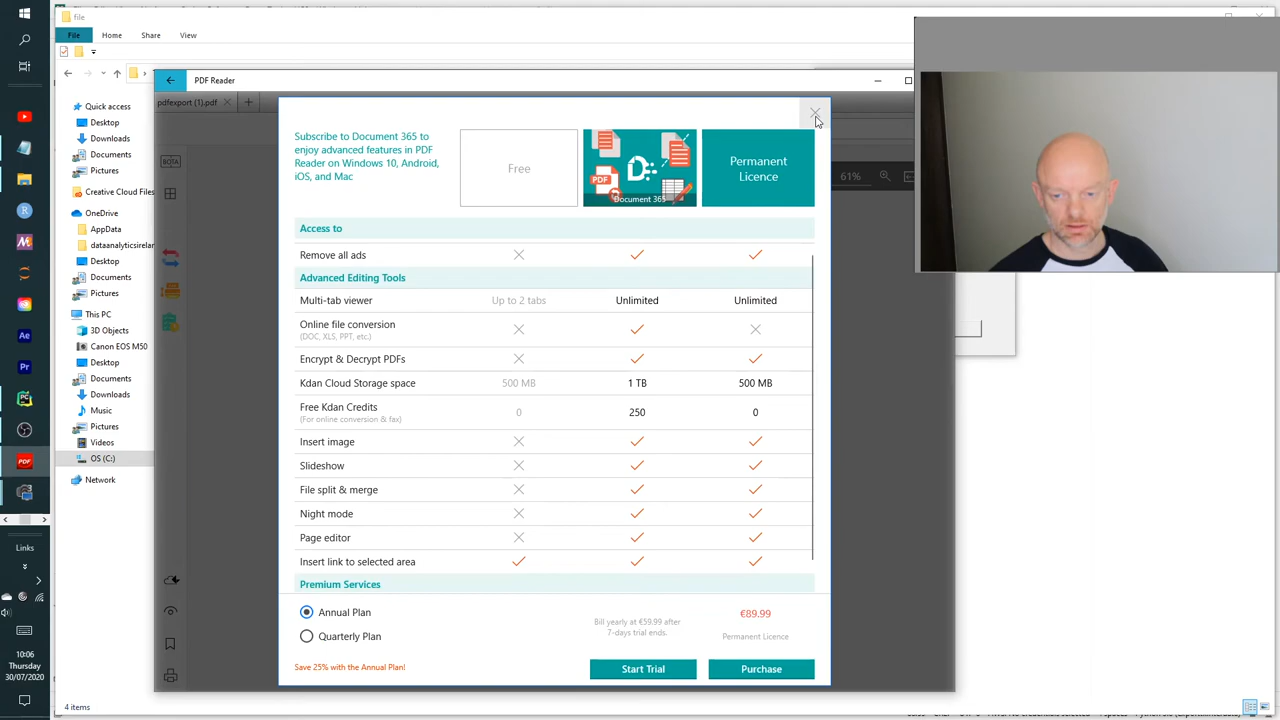 file
File
Home
Share
View
PDF Reader
pdfexport (1).pdf
BOTA
61%
Quick access
Desktop
Downloads
Documents
Pictures
Creative Cloud Files
OneDrive
AppData
dataanalyticsirelan
Desktop
Documents
Pictures
This PC
3D Objects
Canon EOS M50
Desktop
Documents
Downloads
Music
Pictures
Videos
OS (C:)
Network
Subscribe to Document 365 to
enjoy advanced features in PDF
Reader on Windows 10, Android,
iOS, and Mac
Free
PDF
Document 365
Permanent
Licence
Access to
Remove all ads
Advanced Editing Tools
Multi-tab viewer Up to 2 tabs Unlimited Unlimited
Online file conversion
(DOC, XLS, PPT, etc.)
Encrypt & Decrypt PDFs
Kdan Cloud Storage space 500 MB 1 TB 500 MB
Free Kdan Credits 0 250 0
(For online conversion & fax)
Insert image
Slideshow
File split & merge
Night mode
Page editor
Insert link to selected area
Premium Services
Annual Plan
Quarterly Plan
Save 25% with the Annual Plan!
Bill yearly at €59.99 after
7-days trial ends.
€89.99
Permanent Licence
Start Trial
Purchase
Ae
Pr
PC
PDF
Links
10:06
Thursday
30/07/2020
4 items